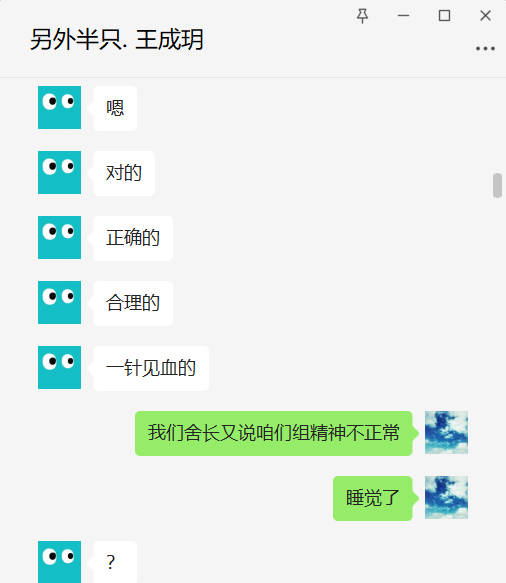 另外半只. 王成玥
嗯
对的
正确的
合理的
一针见血的
我们舍长又说咱们组精神不正常
睡觉了
？